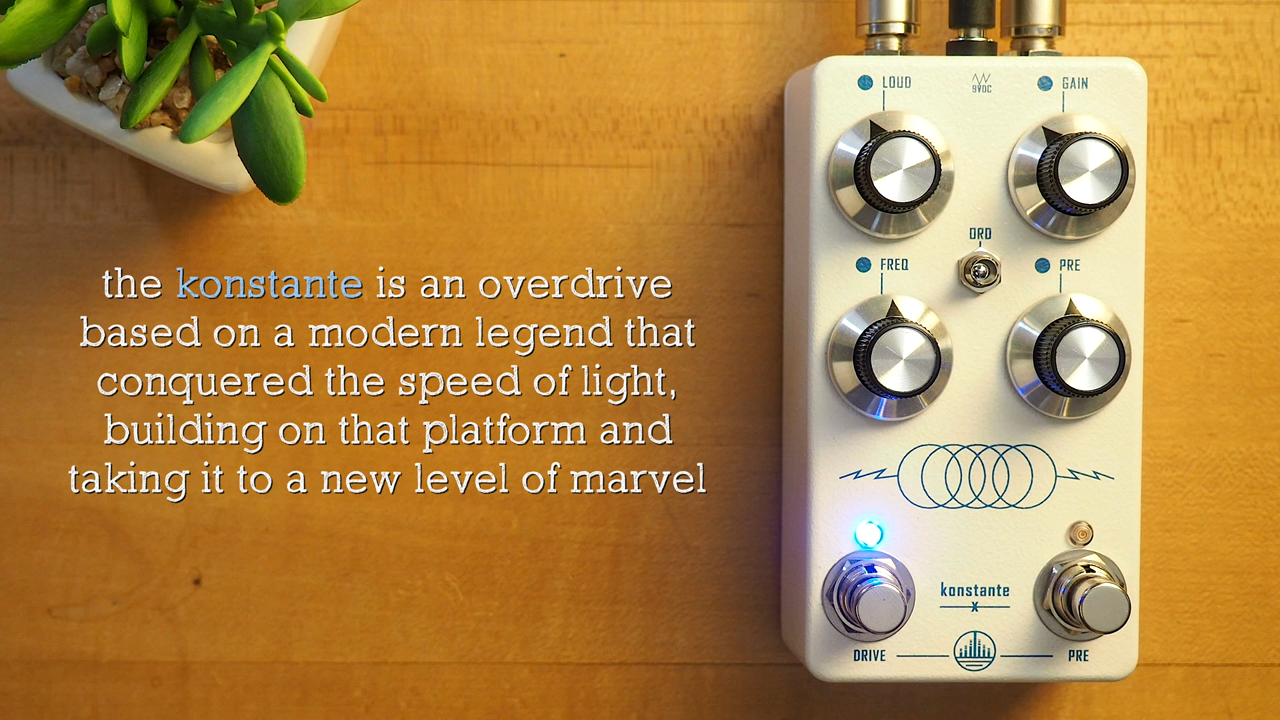 the konstante is an overdrive
based on a modern legend that
conquered the speed of light,
building on that platform and
taking it to a new level of marvel
LOUD
9VDC
GAIN
ORD
FREQ
PRE
konstante
x
DRIVE
PRE